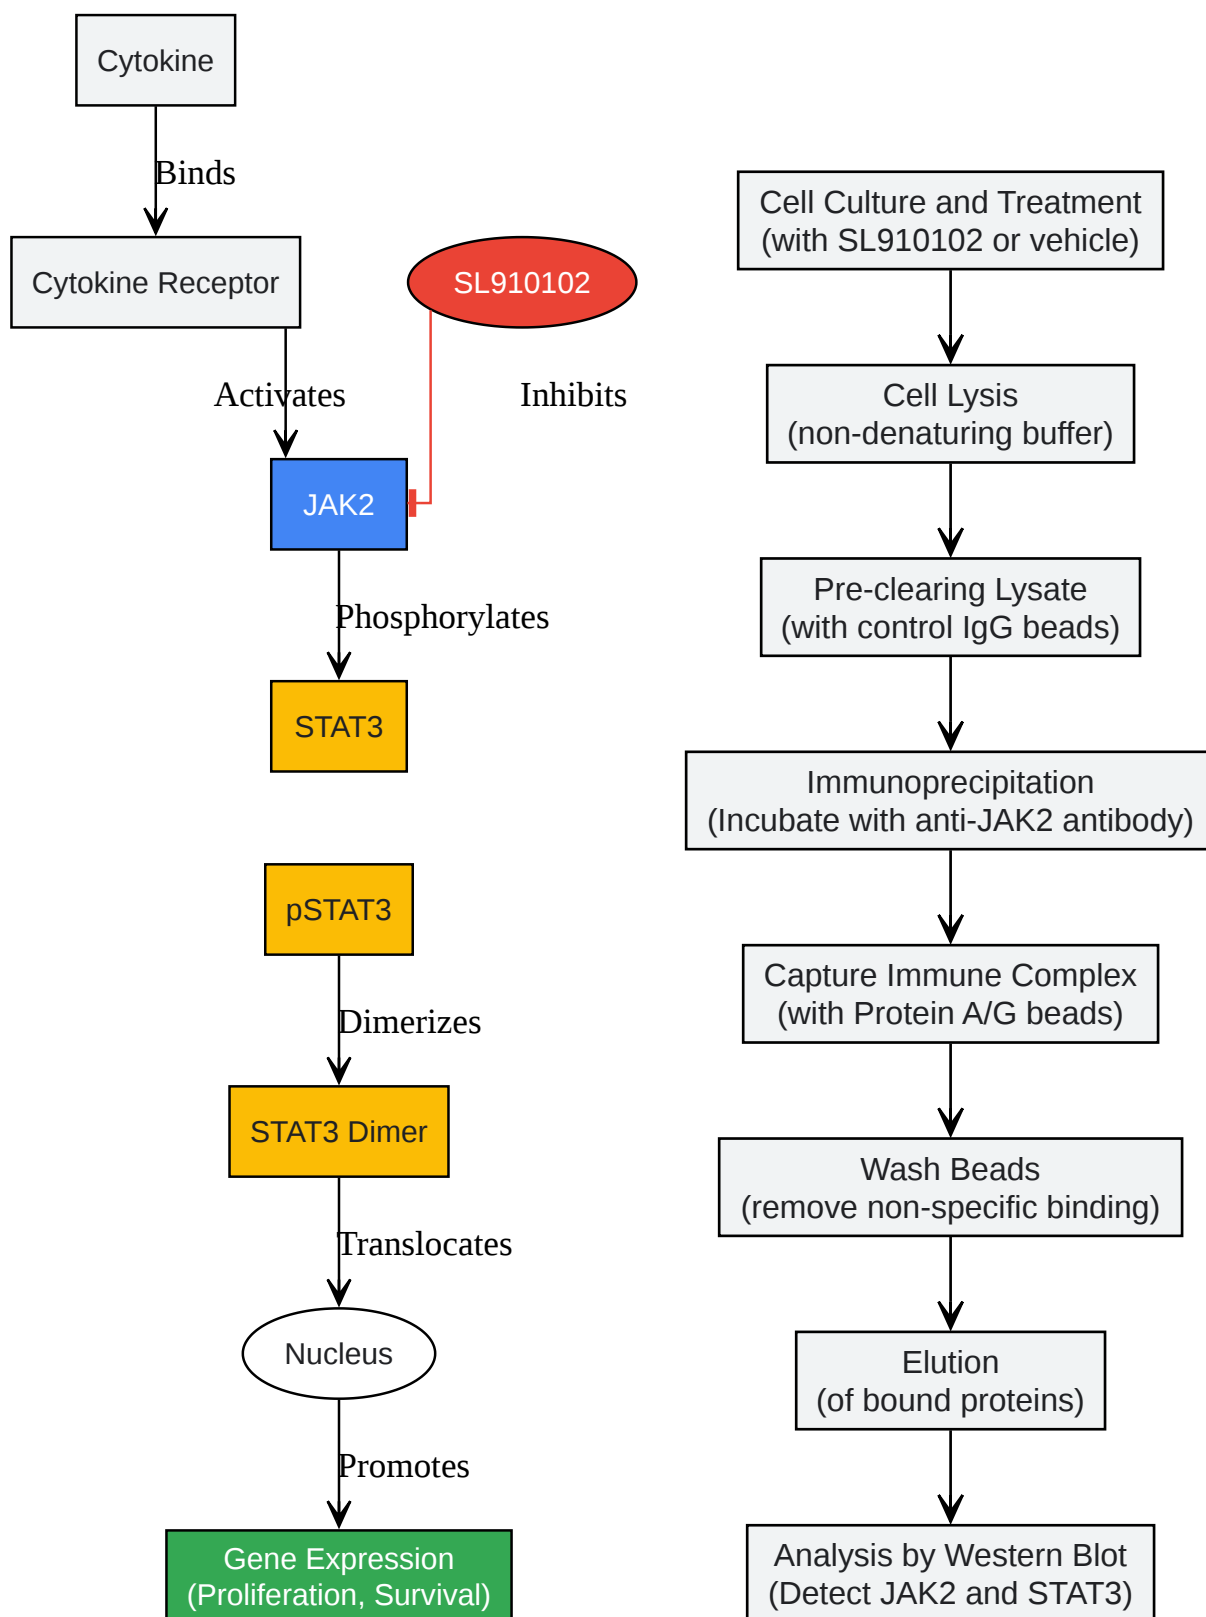 Cytokine
Binds
Cytokine Receptor
SL910102
Activates
Inhibits
JAK2
Phosphorylates
STAT3
pSTAT3
Dimerizes
STAT3 Dimer
Translocates
Nucleus
Promotes
Gene Expression
(Proliferation, Survival)
Cell Culture and Treatment
(with SL910102 or vehicle)
Cell Lysis
(non-denaturing buffer)
Pre-clearing Lysate
(with control IgG beads)
Immunoprecipitation
(Incubate with anti-JAK2 antibody)
Capture Immune Complex
(with Protein A/G beads)
Wash Beads
(remove non-specific binding)
Elution
(of bound proteins)
Analysis by Western Blot
(Detect JAK2 and STAT3)